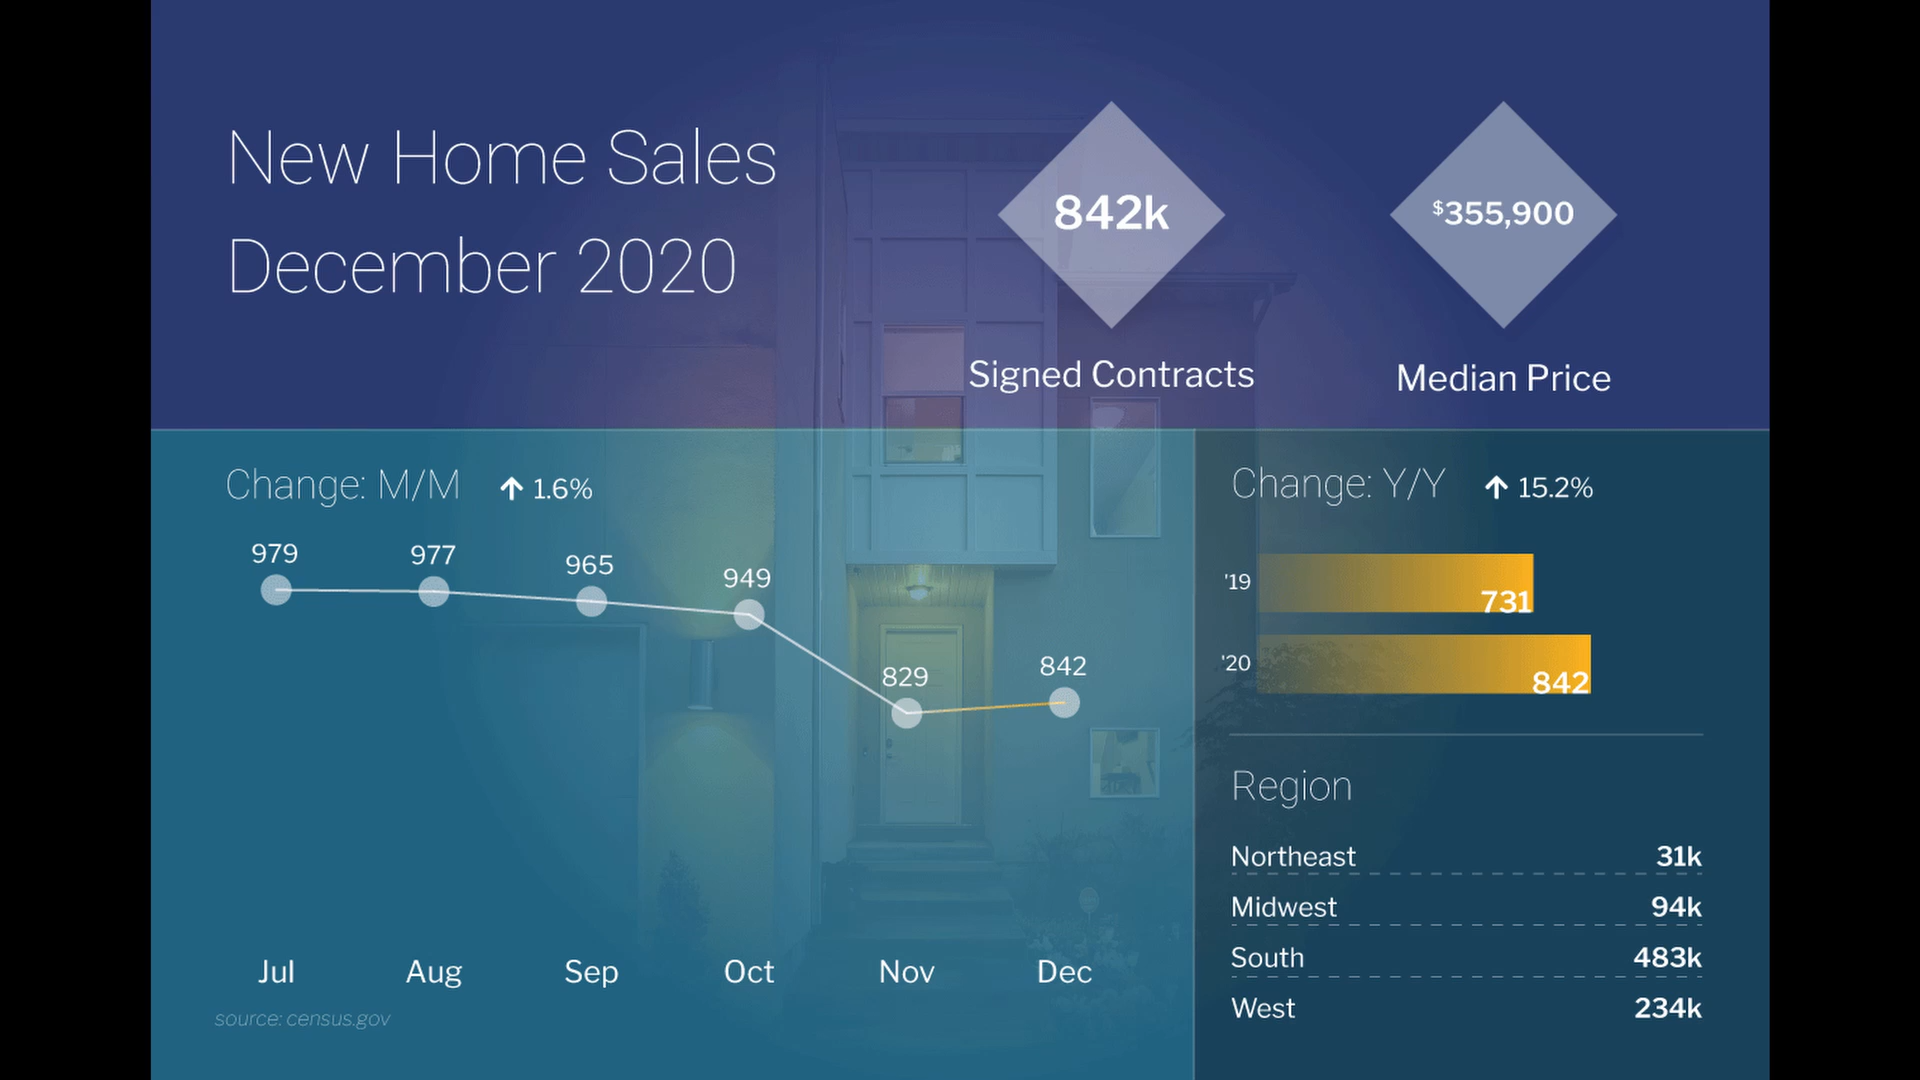 New Home Sales
December 2020
842k
Signed Contracts
$355,900
Median Price
Change: M/M ↑ 1.6%
979
977
965
949
829
842
Jul
Aug
Sep
Oct
Nov
Dec
source: census.gov
Change: Y/Y ↑ 15.2%
'19
731
'20
842
Region
Northeast 31k
Midwest 94k
South 483k
West 234k